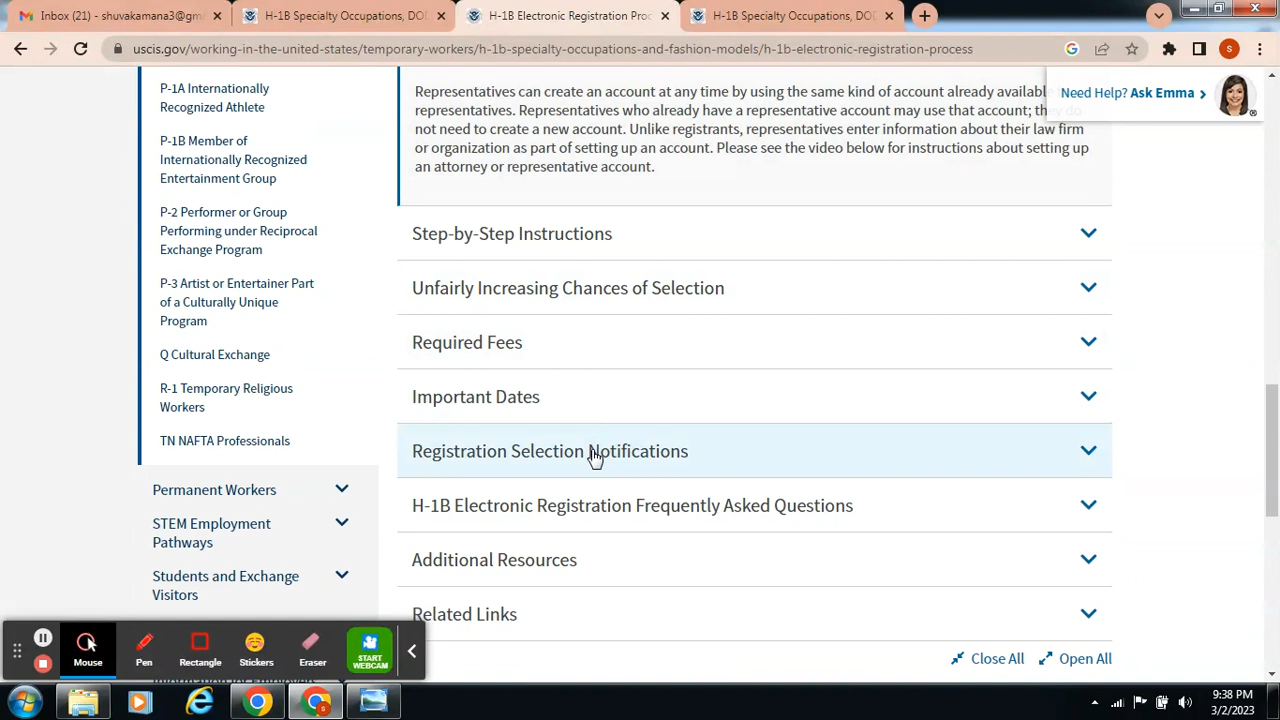 Inbox (21) - shuvakamana3@gm
H-1B Specialty Occupations, DOD
H-1B Electronic Registration Proc
H-1B Specialty Occupations, DOD
uscis.gov/working-in-the-united-states/temporary-workers/h-1b-specialty-occupations-and-fashion-models/h-1b-electronic-registration-process
S
Need Help? Ask Emma
P-1A Internationally
Recognized Athlete
P-1B Member of
Internationally Recognized
Entertainment Group
P-2 Performer or Group
Performing under Reciprocal
Exchange Program
P-3 Artist or Entertainer Part
of a Culturally Unique
Program
Q Cultural Exchange
R-1 Temporary Religious
Workers
TN NAFTA Professionals
Permanent Workers
STEM Employment
Pathways
Students and Exchange
Visitors
Information for Employers
Representatives can create an account at any time by using the same kind of account already available
representatives. Representatives who already have a representative account may use that account; they do
not need to create a new account. Unlike registrants, representatives enter information about their law firm
or organization as part of setting up an account. Please see the video below for instructions about setting up
an attorney or representative account.
Step-by-Step Instructions
Unfairly Increasing Chances of Selection
Required Fees
Important Dates
Registration Selection Notifications
H-1B Electronic Registration Frequently Asked Questions
Additional Resources
Related Links
Close All Open All
Mouse
Pen
Rectangle
Stickers
Eraser
START
WEBCAM
9:38 PM
3/2/2023